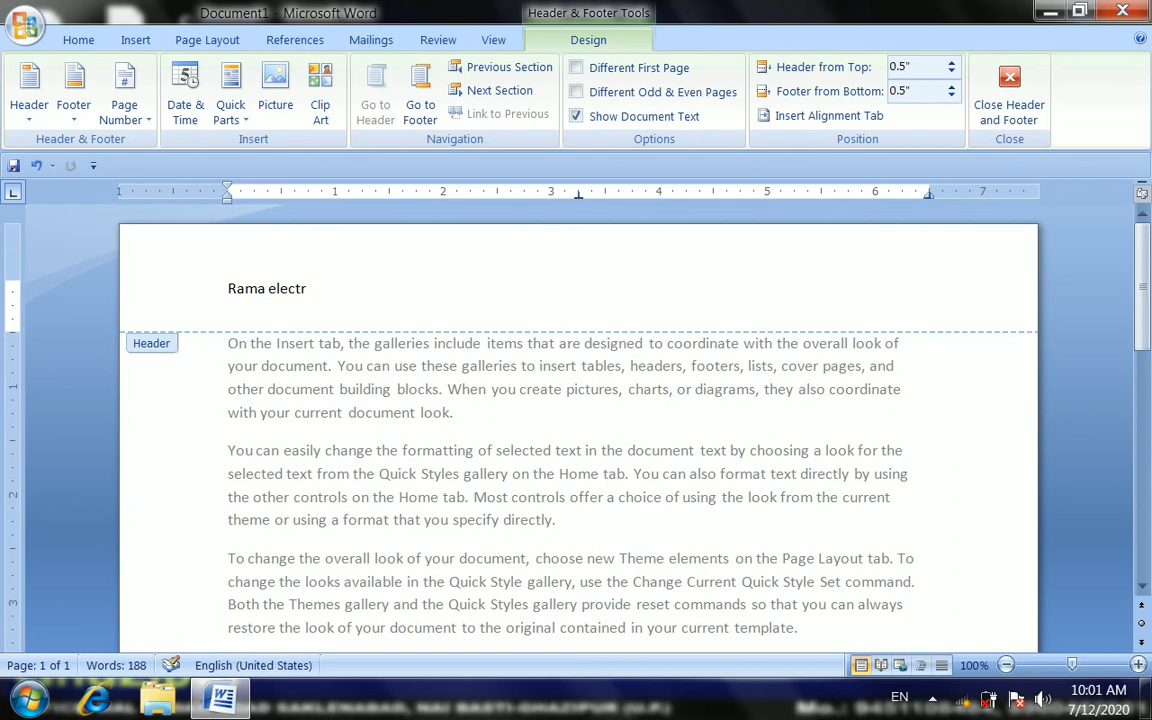 Document1 - Microsoft Word
Header & Footer Tools
Home Insert Page Layout References Mailings Review View Design
Header Footer Page Number
Date & Time Quick Parts Picture Clip Art
Go to Header Go to Footer
Previous Section
Next Section
Link to Previous
Different First Page
Different Odd & Even Pages
Show Document Text
Header from Top: 0.5"
Footer from Bottom: 0.5"
Insert Alignment Tab
Close Header and Footer
Header & Footer Insert Navigation Options Position Close
1 1 2 3 4 5 6 7
Rama electr
Header
On the Insert tab, the galleries include items that are designed to coordinate with the overall look of
your document. You can use these galleries to insert tables, headers, footers, lists, cover pages, and
other document building blocks. When you create pictures, charts, or diagrams, they also coordinate
with your current document look.
You can easily change the formatting of selected text in the document text by choosing a look for the
selected text from the Quick Styles gallery on the Home tab. You can also format text directly by using
the other controls on the Home tab. Most controls offer a choice of using the look from the current
theme or using a format that you specify directly.
To change the overall look of your document, choose new Theme elements on the Page Layout tab. To
change the looks available in the Quick Style gallery, use the Change Current Quick Style Set command.
Both the Themes gallery and the Quick Styles gallery provide reset commands so that you can always
restore the look of your document to the original contained in your current template.
1
2
3
Page: 1 of 1 Words: 188 English (United States) 100%
EN 10:01 AM
7/12/2020